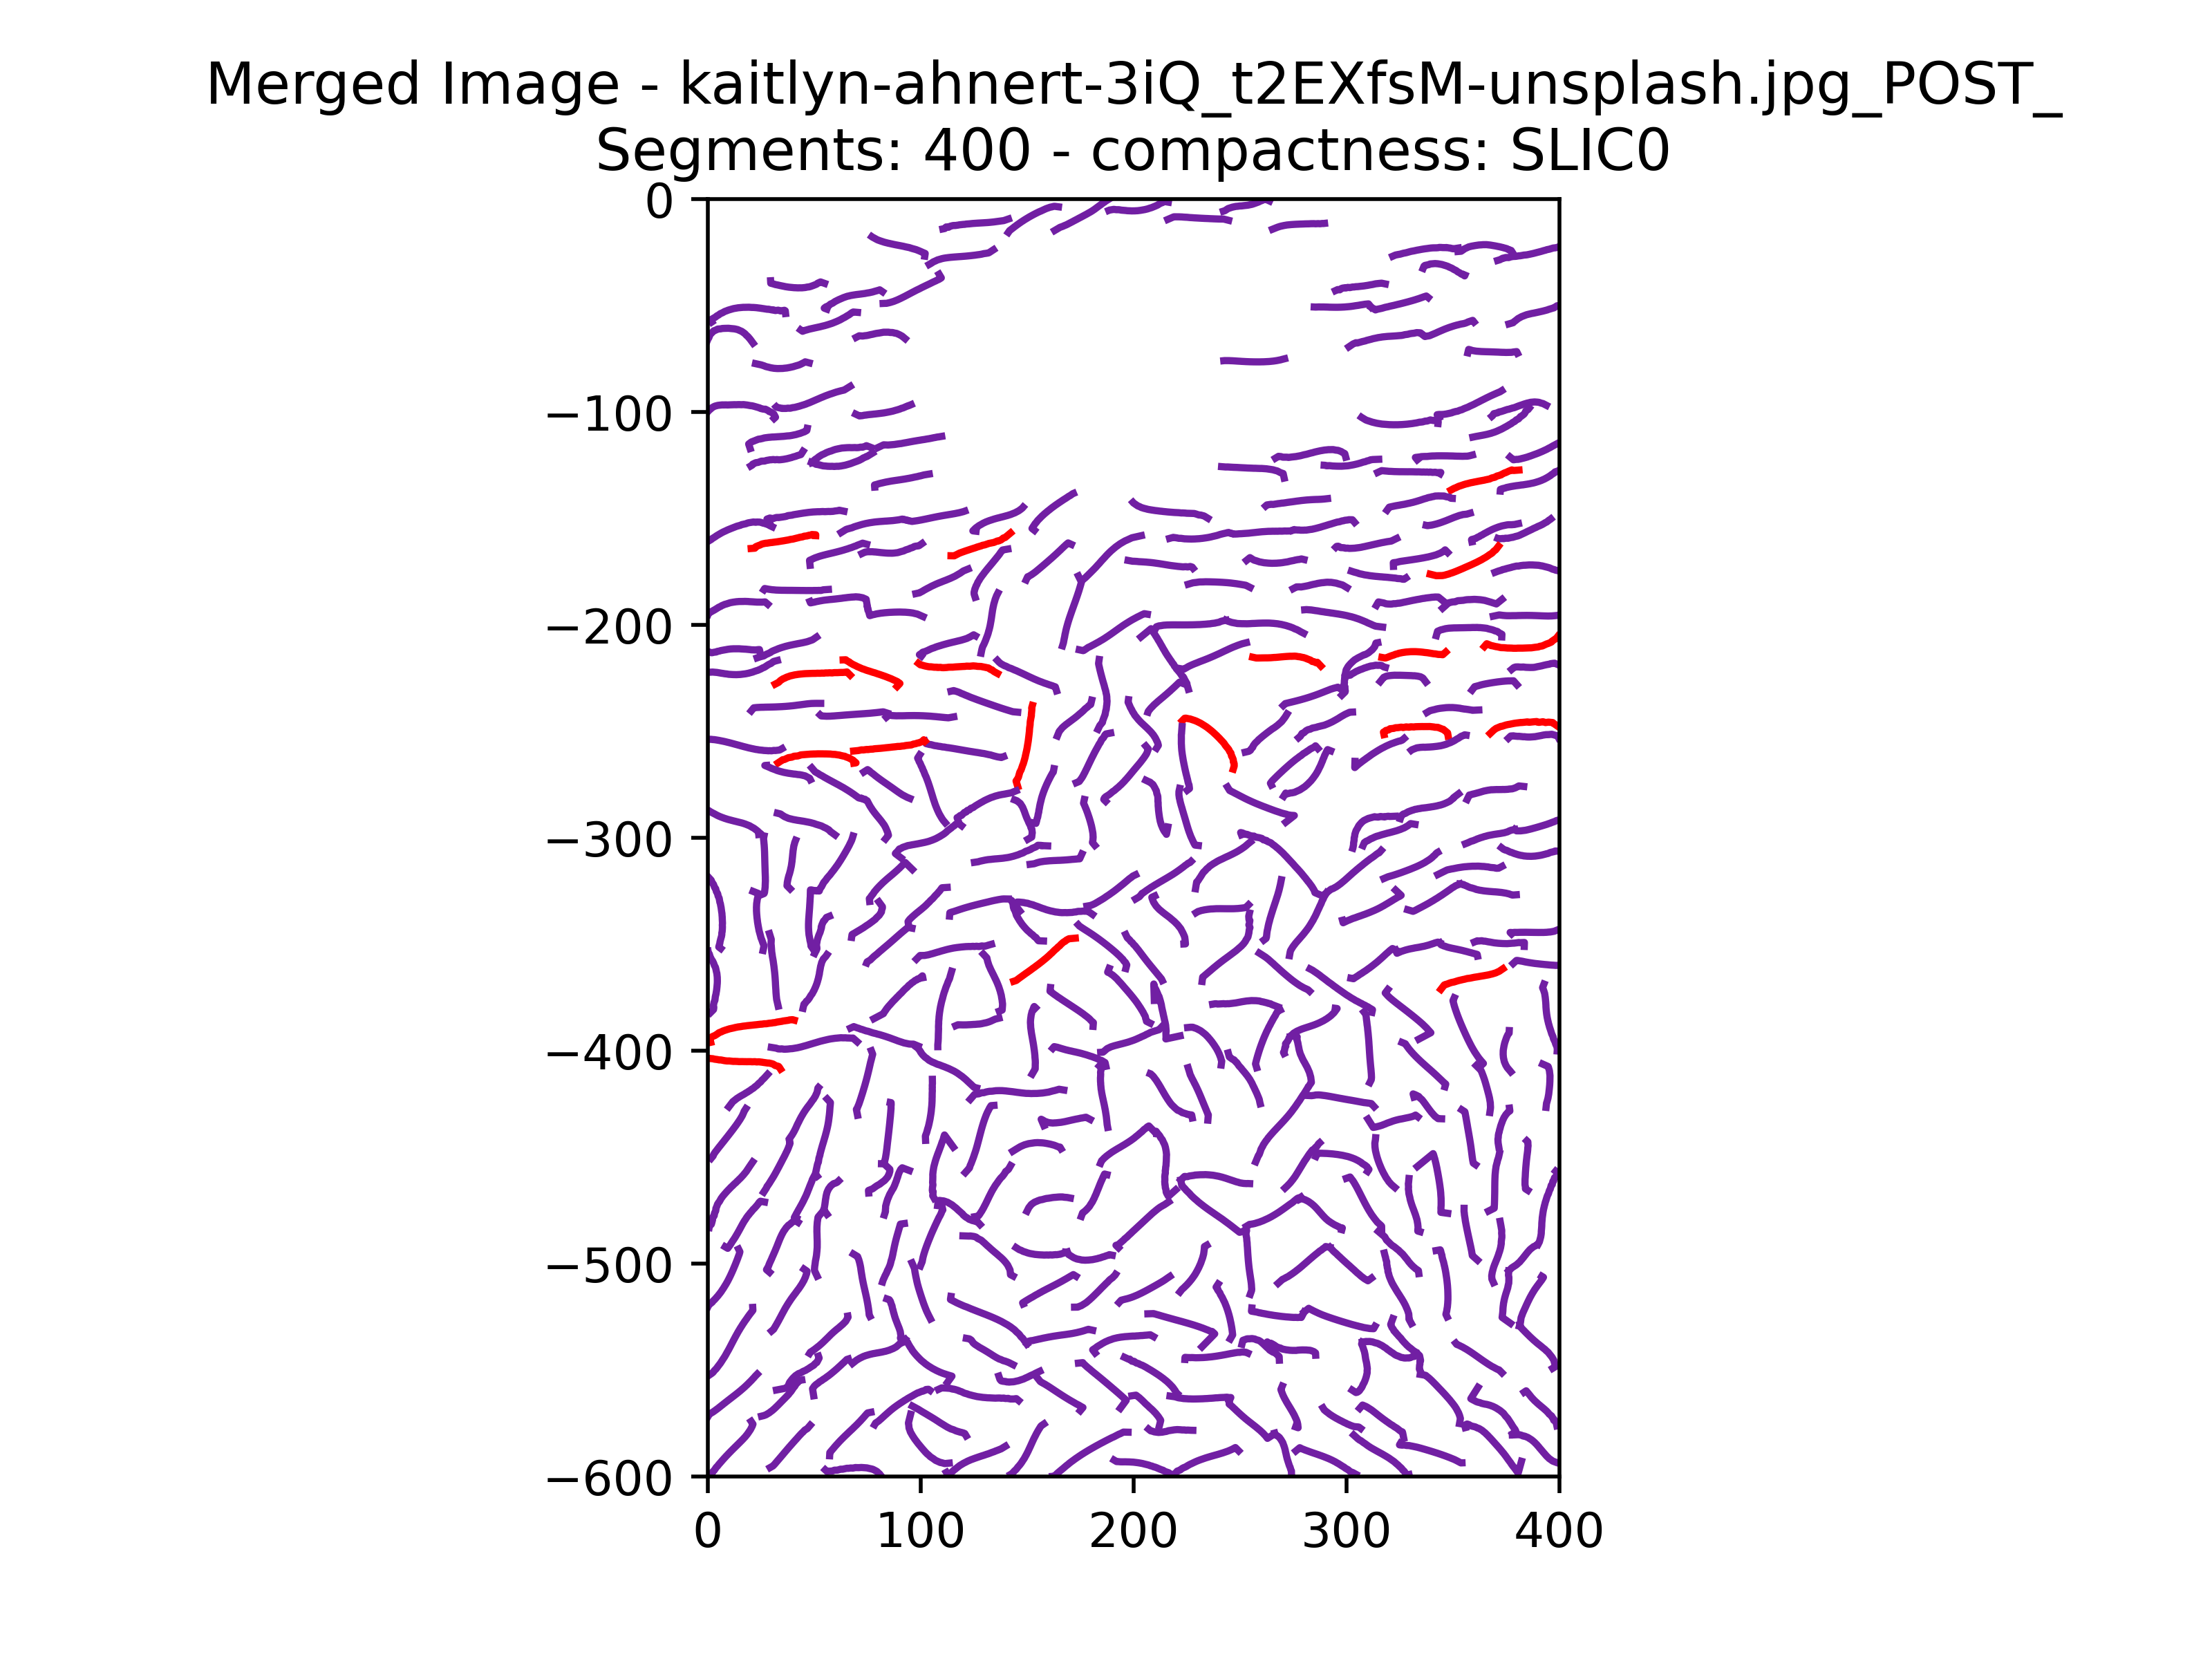 Merged Image - kaitlyn-ahnert-3iQ_t2EXfsM-unsplash.jpg_POST_
Segments: 400 - compactness: SLIC0
0
−100
−200
−300
−400
−500
−600
0 100 200 300 400